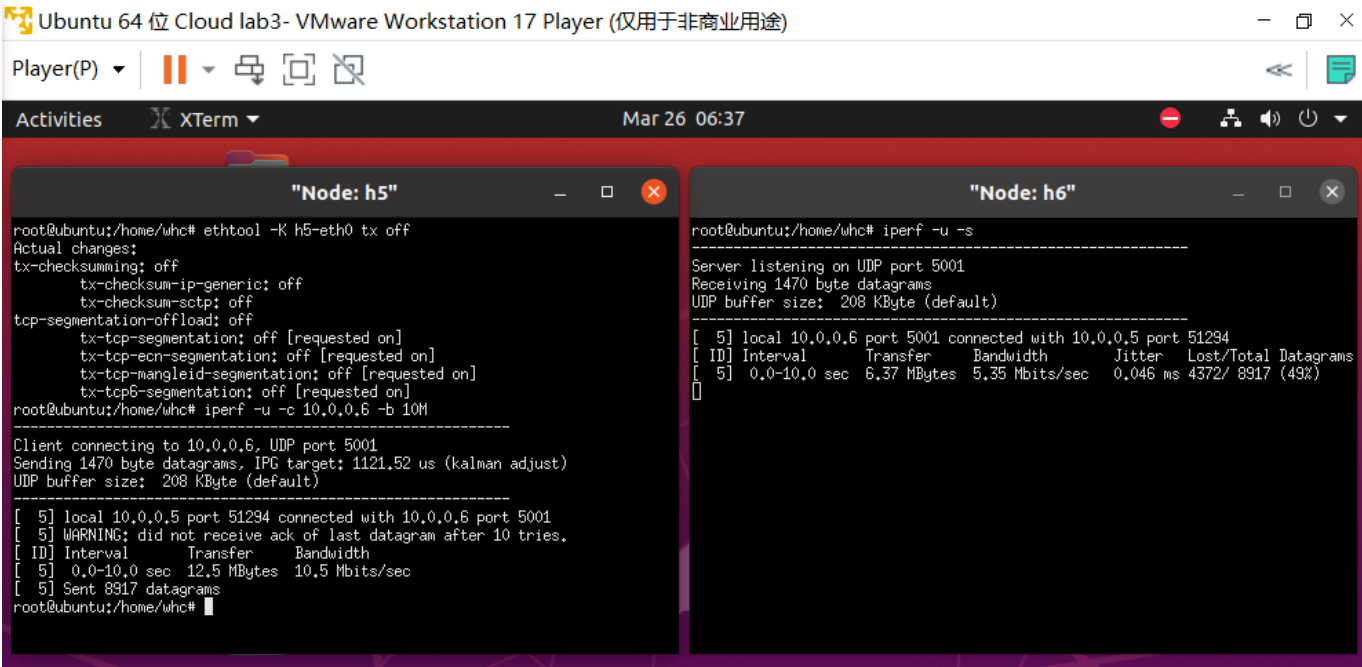 Ubuntu 64 位 Cloud lab3- VMware Workstation 17 Player (仅用于非商业用途)
Player(P)
Activities XTerm Mar 26 06:37
"Node: h5"
root@ubuntu:/home/whc# ethtool -K h5-eth0 tx off
Actual changes:
tx-checksumming: off
tx-checksum-ip-generic: off
tx-checksum-sctp: off
tcp-segmentation-offload: off
tx-tcp-segmentation: off [requested on]
tx-tcp-ecn-segmentation: off [requested on]
tx-tcp-mangleid-segmentation: off [requested on]
tx-tcp6-segmentation: off [requested on]
root@ubuntu:/home/whc# iperf -u -c 10.0.0.6 -b 10M
------------------------------------------------------------
Client connecting to 10.0.0.6, UDP port 5001
Sending 1470 byte datagrams, IPG target: 1121.52 us (kalman adjust)
UDP buffer size:  208 KByte (default)
------------------------------------------------------------
[  5] local 10.0.0.5 port 51294 connected with 10.0.0.6 port 5001
[  5] WARNING: did not receive ack of last datagram after 10 tries.
[ ID] Interval       Transfer     Bandwidth
[  5]  0.0-10.0 sec  12.5 MBytes  10.5 Mbits/sec
[  5] Sent 8917 datagrams
root@ubuntu:/home/whc#
"Node: h6"
root@ubuntu:/home/whc# iperf -u -s
------------------------------------------------------------
Server listening on UDP port 5001
Receiving 1470 byte datagrams
UDP buffer size:  208 KByte (default)
------------------------------------------------------------
[  5] local 10.0.0.6 port 5001 connected with 10.0.0.5 port 51294
[ ID] Interval       Transfer     Bandwidth        Jitter   Lost/Total Datagrams
[  5]  0.0-10.0 sec  6.37 MBytes  5.35 Mbits/sec   0.046 ms 4372/ 8917 (49%)